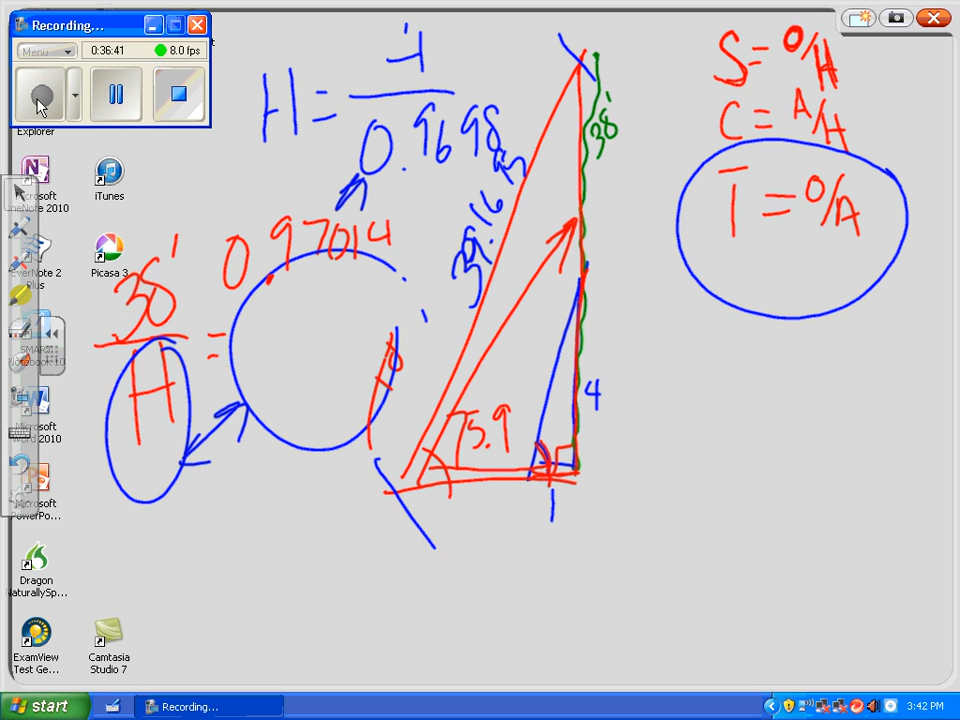 Recording...
Menu
0:36:41
8.0 fps
Explorer
Microsoft
OneNote 2010
iTunes
EverNote 2
Plus
Picasa 3
SMART
Notebook 10
Microsoft
Word 2010
Microsoft
PowerPo...
Dragon
NaturallySp...
ExamView
Test Ge...
Camtasia
Studio 7
H = 4
0.9698
38'
H
= 0.97014
39.16
38'
75.9
4
1
S = O/H
C = A/H
T = O/A
start
Recording...
3:42 PM